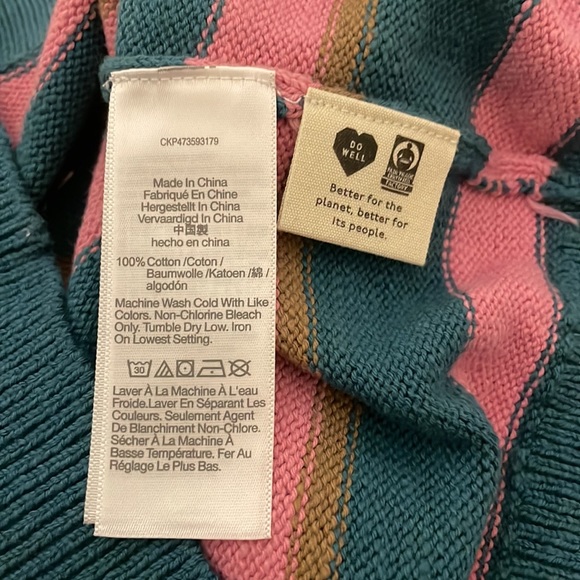 CKP473593179
Made In China
Fabriqué En Chine
Hergestellt In China
Vervaardigd In China
中国製
hecho en china
100% Cotton /Coton /
Baumwolle /Katoen /綿 /
algodón
Machine Wash Cold With Like
Colors. Non-Chlorine Bleach
Only. Tumble Dry Low. Iron
On Lowest Setting.
30
Laver À La Machine À L'eau
Froide.Laver En Séparant Les
Couleurs. Seulement Agent
De Blanchiment Non-Chlore.
Sécher À La Machine À
Basse Température. Fer Au
Réglage Le Plus Bas.
DO
WELL
FAIR TRADE
CERTIFIED
FACTORY
Better for the
planet, better for
its people.